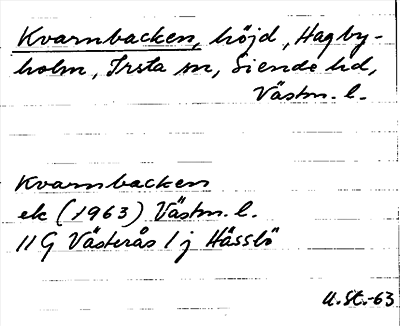 Kvarnbacken, höjd, Hagby-
holm, Irsta sn, Siende hd,
Västm. l.
Kvarnbacken
ek (1963) Västm. l.
11 G Västerås 1 j Hässlö
U.St.-63